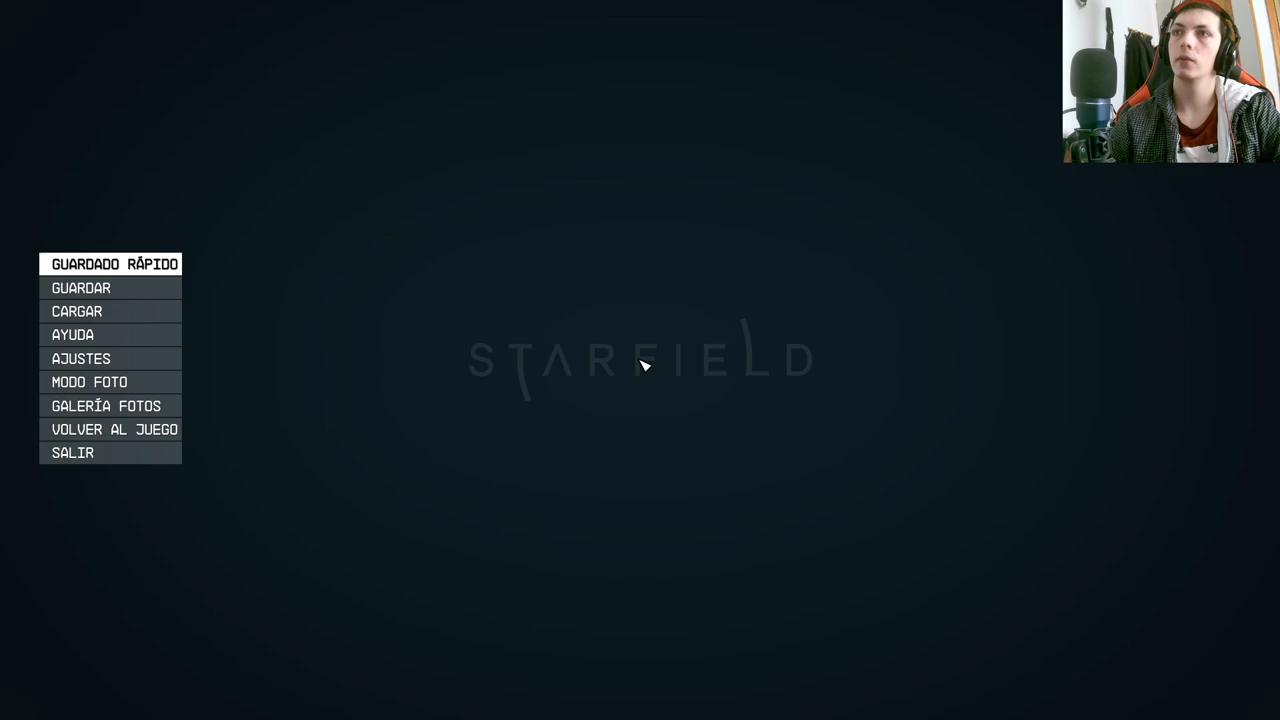 GUARDADO RÁPIDO
GUARDAR
CARGAR
AYUDA
AJUSTES
MODO FOTO
GALERÍA FOTOS
VOLVER AL JUEGO
SALIR
STARFIELD